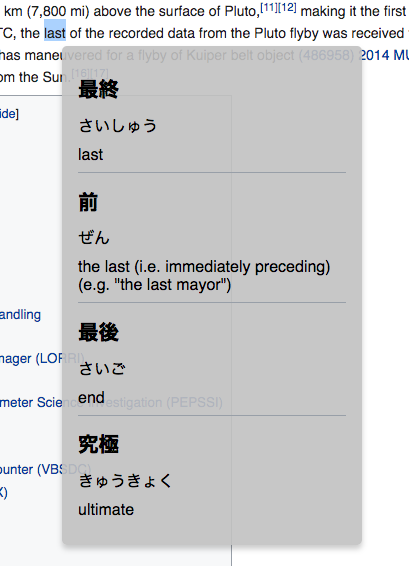 km (7,800 mi) above the surface of Pluto,[11][12] making it the first
TC, the last of the recorded data from the Pluto flyby was received
has maneuvered for a flyby of Kuiper belt object (486958) 2014 MU
om the Sun.[16][17]
ide]
最終
さいしゅう
last
前
ぜん
the last (i.e. immediately preceding)
(e.g. "the last mayor")
andling
最後
さいご
mager (LORRI)
end
meter Science Investigation (PEPSSI)
究極
ounter (VBSDC)
きゅうきょく
X)
ultimate